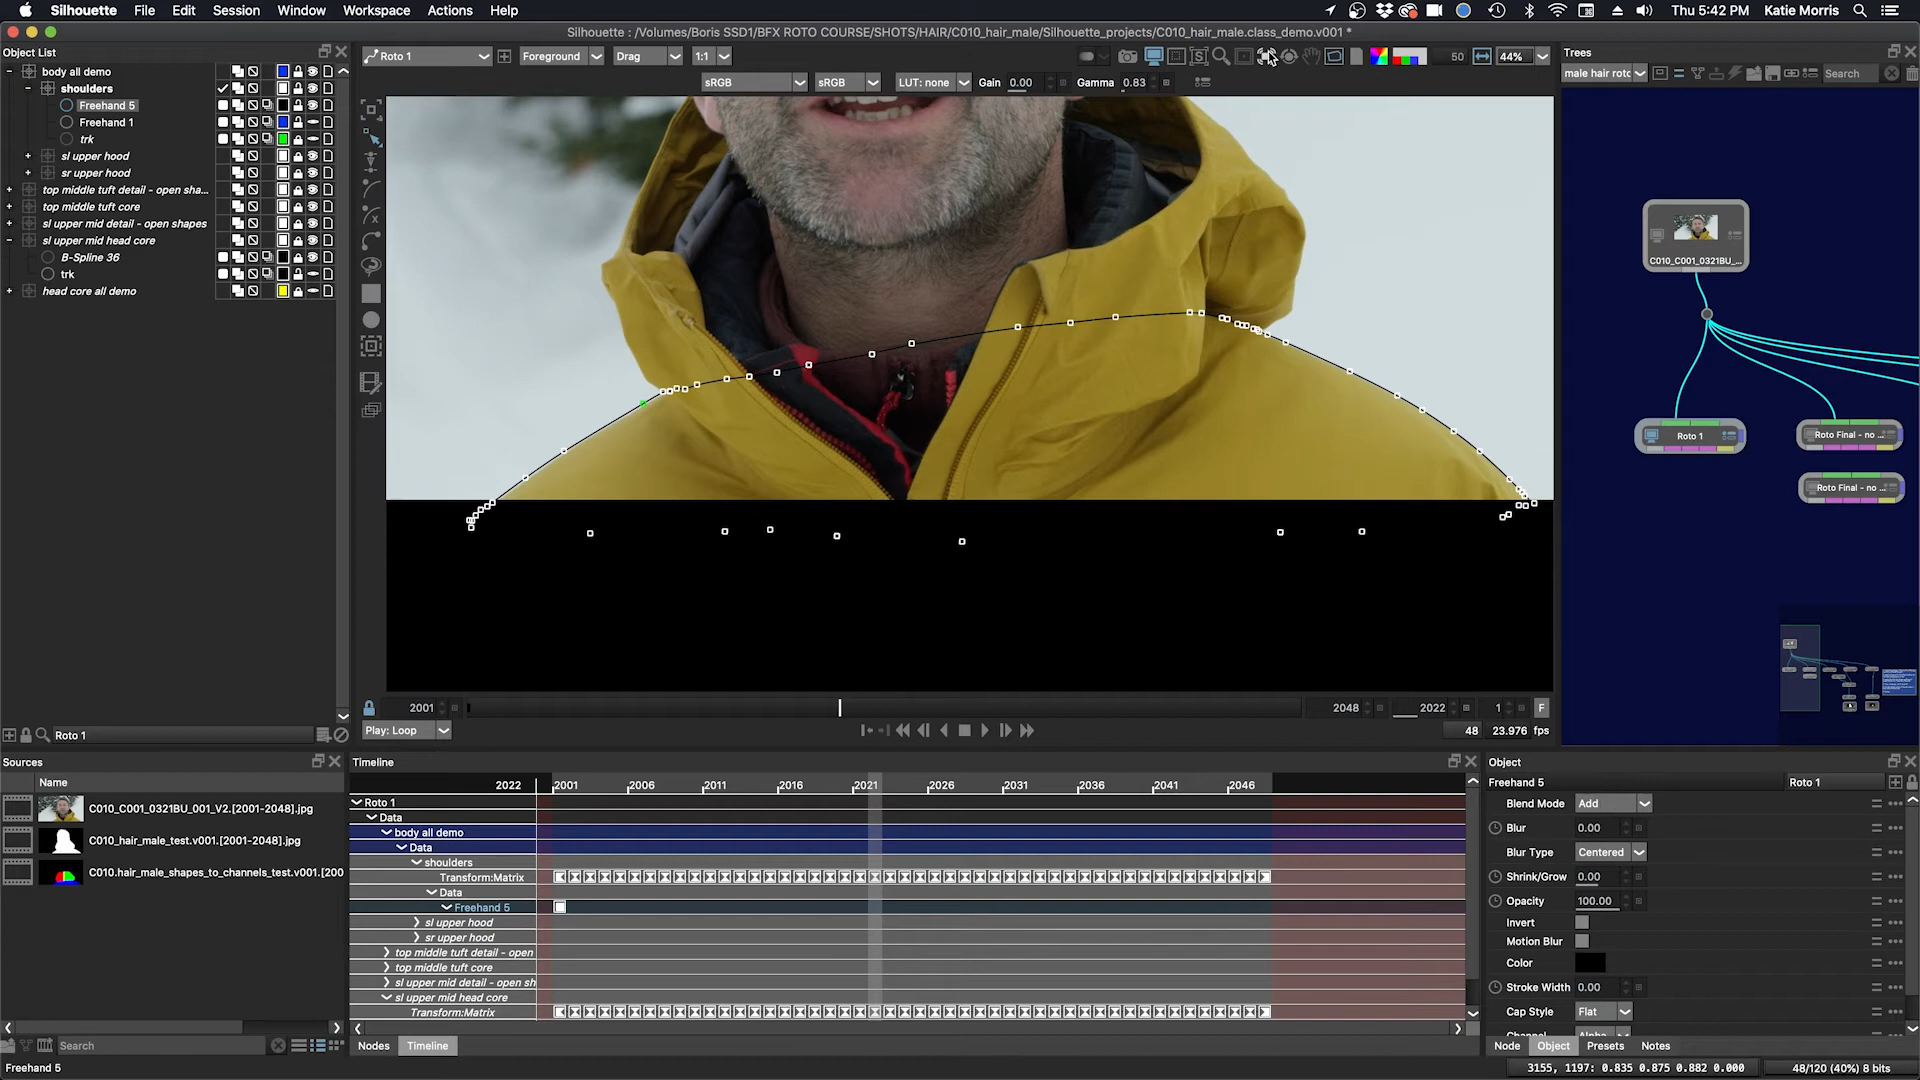 Silhouette File Edit Session Window Workspace Actions Help Thu 5:42 PM Katie Morris
Silhouette : /Volumes/Boris SSD1/BFX ROTO COURSE/SHOTS/HAIR/C010_hair_male/Silhouette_projects/C010_hair_male.class_demo.v001 *
Object List
Roto 1 Foreground Drag 1:1 50 44%
sRGB sRGB LUT: none Gain 0.00 Gamma 0.83
body all demo
shoulders
Freehand 5
Freehand 1
trk
sl upper hood
sr upper hood
top middle tuft detail - open sha...
top middle tuft core
sl upper mid detail - open shapes
sl upper mid head core
B-Spline 36
trk
head core all demo
Roto 1
Trees
male hair roto Search
C010_C001_0321BU_...
Roto 1
Roto Final - no ...
Roto Final - no ...
2001 2048 2022 1 F
Play: Loop 48 23.976 fps
Sources
Name
C010_C001_0321BU_001_V2.[2001-2048].jpg
C010_hair_male_test.v001.[2001-2048].jpg
C010.hair_male_shapes_to_channels_test.v001.[200
Search
Freehand 5
Timeline
2022 2001 2006 2011 2016 2021 2026 2031 2036 2041 2046
Roto 1
Data
body all demo
Data
shoulders
Transform:Matrix
Data
Freehand 5
sl upper hood
sr upper hood
top middle tuft detail - open
top middle tuft core
sl upper mid detail - open sh
sl upper mid head core
Transform:Matrix
Nodes Timeline
Object
Freehand 5 Roto 1
Blend Mode Add
Blur 0.00
Blur Type Centered
Shrink/Grow 0.00
Opacity 100.00
Invert
Motion Blur
Color
Stroke Width 0.00
Cap Style Flat
Channel Alpha
Node Object Presets Notes
3155, 1197: 0.835 0.875 0.882 0.000 48/120 (40%) 8 bits